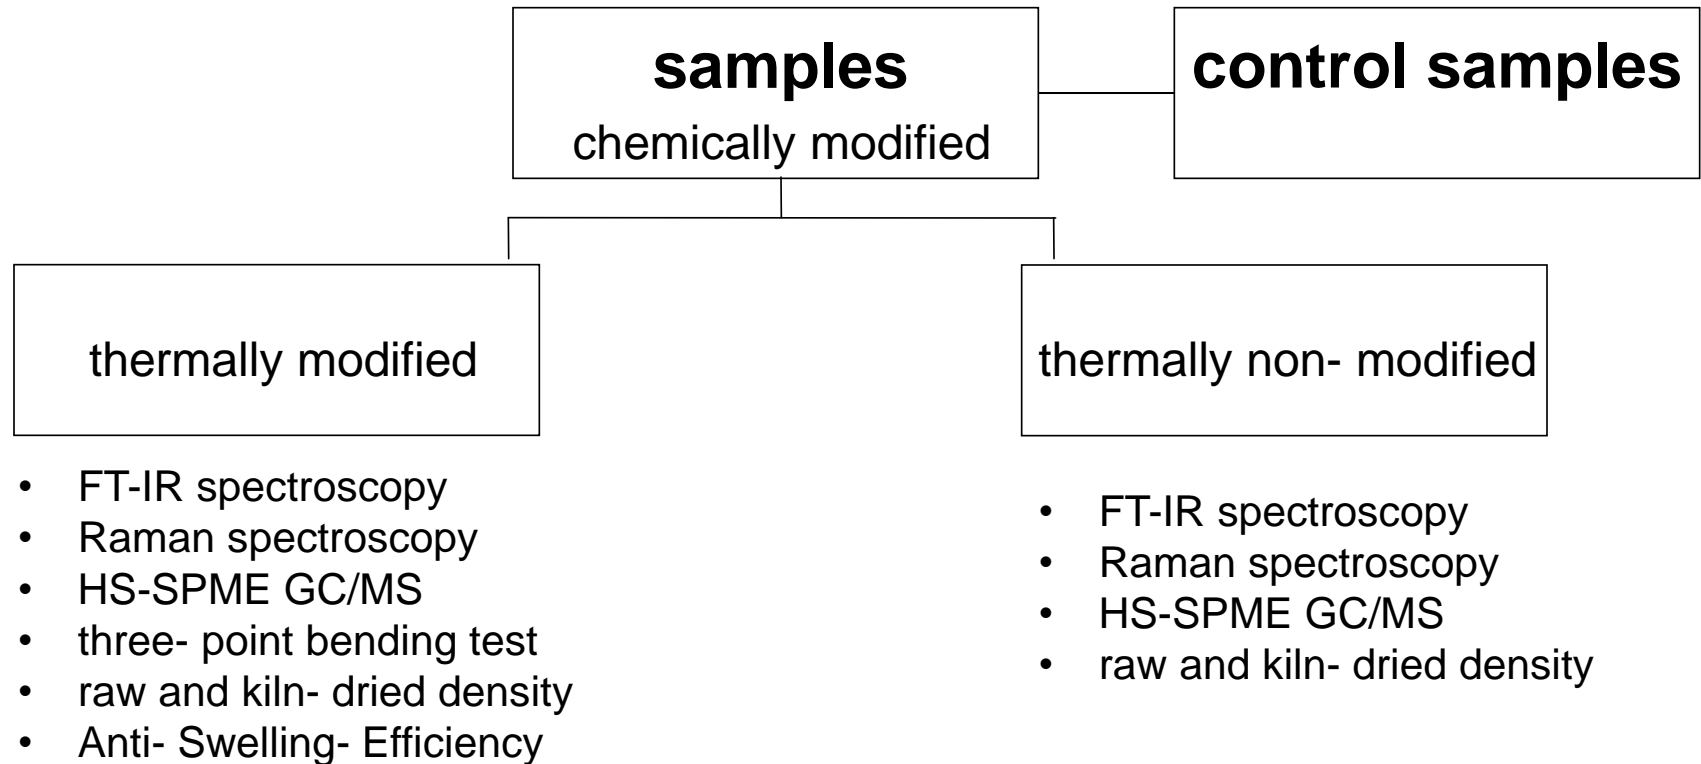 samples
chemically modified
control samples
thermally modified
thermally non- modified
• FT-IR spectroscopy
• Raman spectroscopy
• HS-SPME GC/MS
• three- point bending test
• raw and kiln- dried density
• Anti- Swelling- Efficiency
• FT-IR spectroscopy
• Raman spectroscopy
• HS-SPME GC/MS
• raw and kiln- dried density